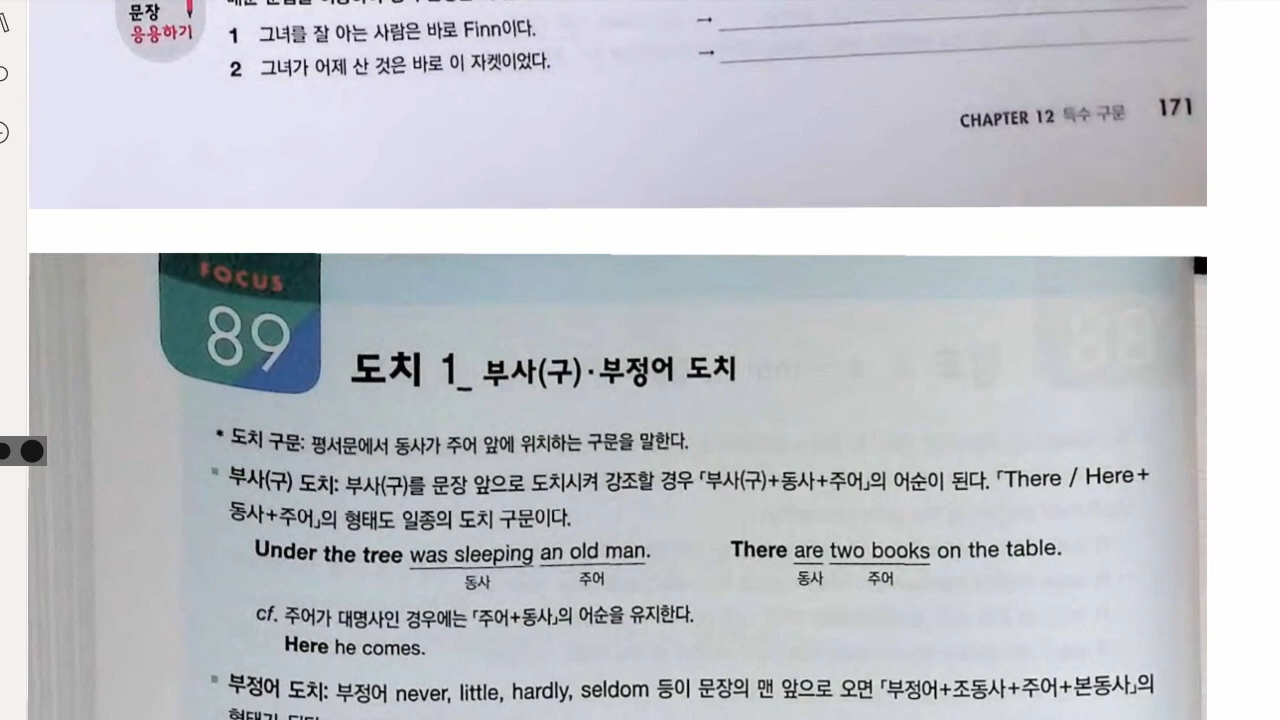 문장
응용하기
1 그녀를 잘 아는 사람은 바로 Finn이다. →
2 그녀가 어제 산 것은 바로 이 자켓이었다. →
CHAPTER 12 특수 구문 171
FOCUS
89
도치 1_ 부사(구)·부정어 도치
* 도치 구문: 평서문에서 동사가 주어 앞에 위치하는 구문을 말한다.
부사(구) 도치: 부사(구)를 문장 앞으로 도치시켜 강조할 경우 「부사(구)+동사+주어」의 어순이 된다. 「There / Here+
동사+주어」의 형태도 일종의 도치 구문이다.
Under the tree was sleeping an old man. There are two books on the table.
동사 주어 동사 주어
cf. 주어가 대명사인 경우에는 「주어+동사」의 어순을 유지한다.
Here he comes.
부정어 도치: 부정어 never, little, hardly, seldom 등이 문장의 맨 앞으로 오면 「부정어+조동사+주어+본동사」의